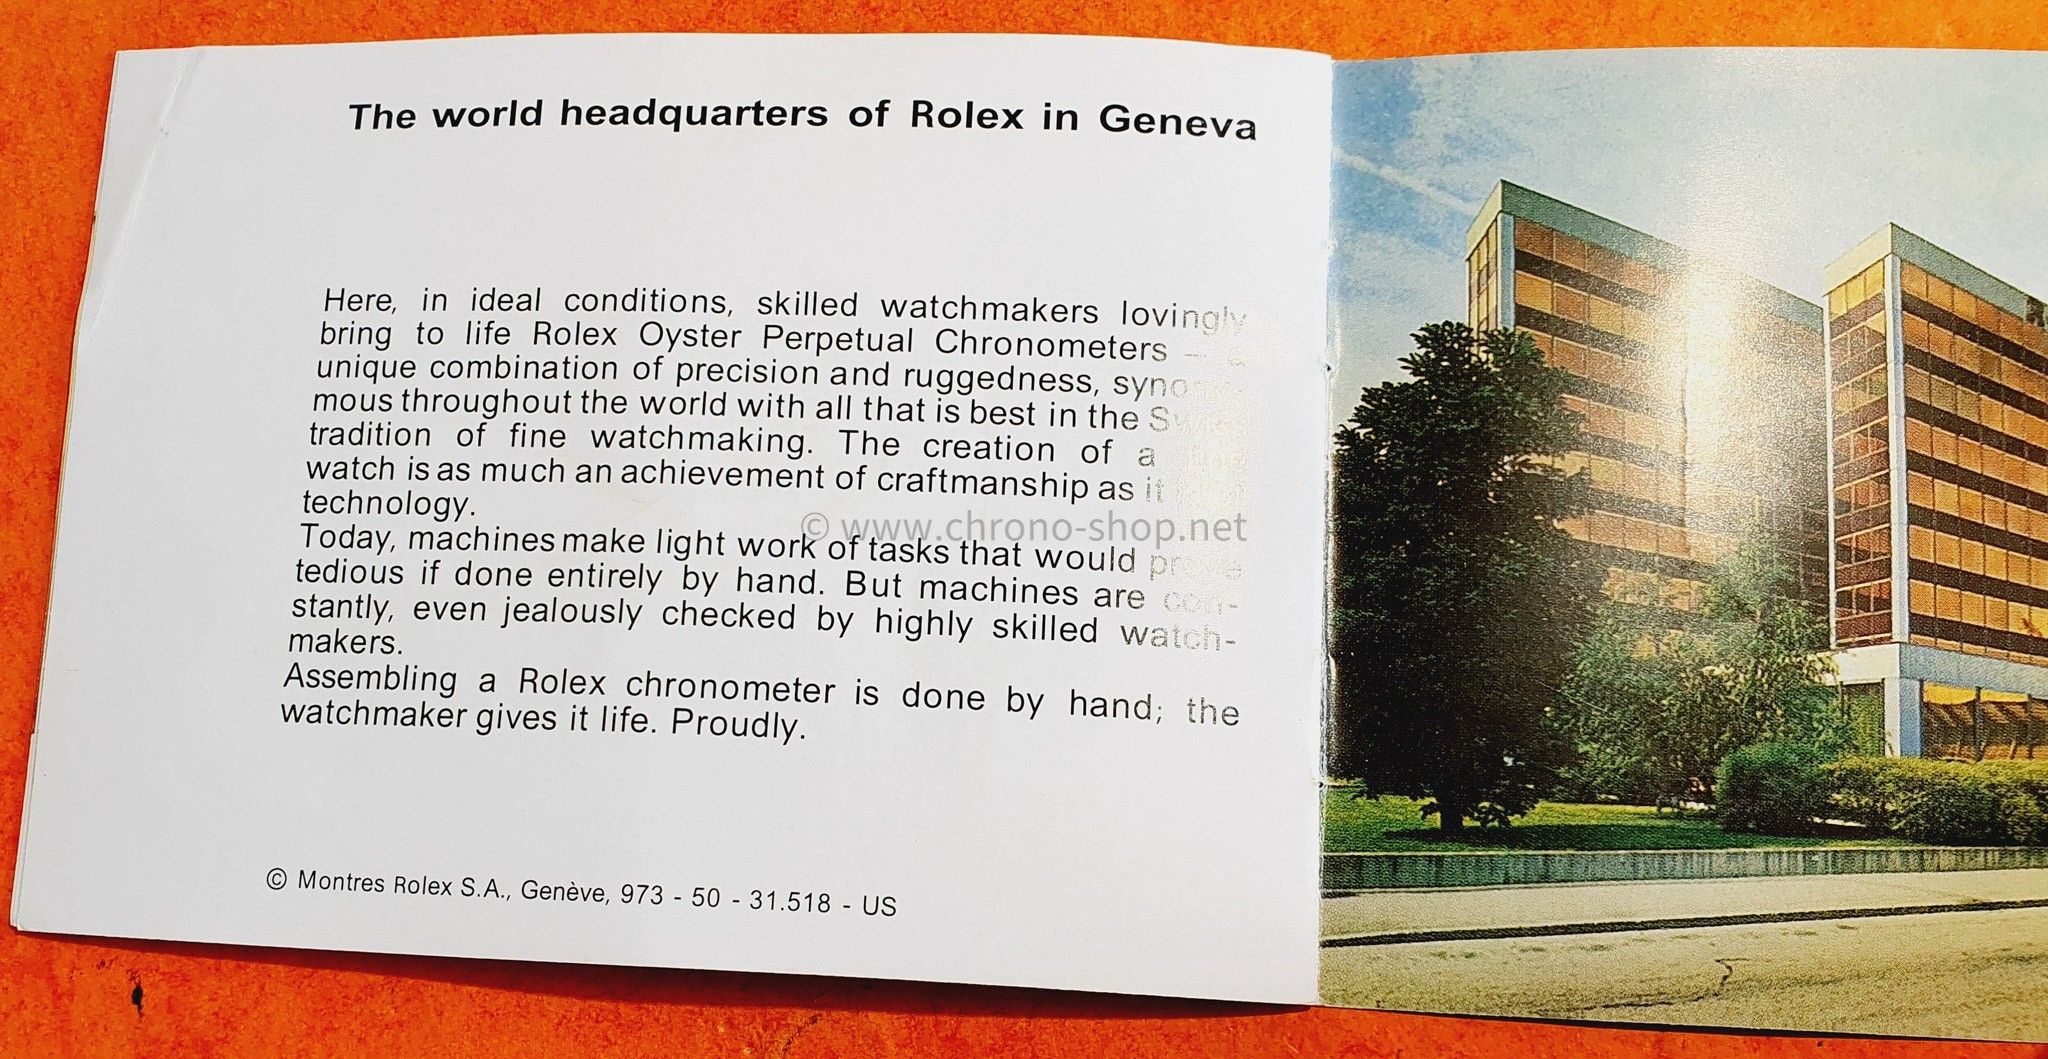 The world headquarters of Rolex in Geneva
Here, in ideal conditions, skilled watchmakers lovingly
bring to life Rolex Oyster Perpetual Chronometers – a
unique combination of precision and ruggedness, synony-
mous throughout the world with all that is best in the Swiss
tradition of fine watchmaking. The creation of a
watch is as much an achievement of craftmanship as it
technology.
© www.chrono-shop.net
Today, machines make light work of tasks that would prove
tedious if done entirely by hand. But machines are con-
stantly, even jealously checked by highly skilled watch-
makers.
Assembling a Rolex chronometer is done by hand; the
watchmaker gives it life. Proudly.
© Montres Rolex S.A., Genève, 973 - 50 - 31.518 - US